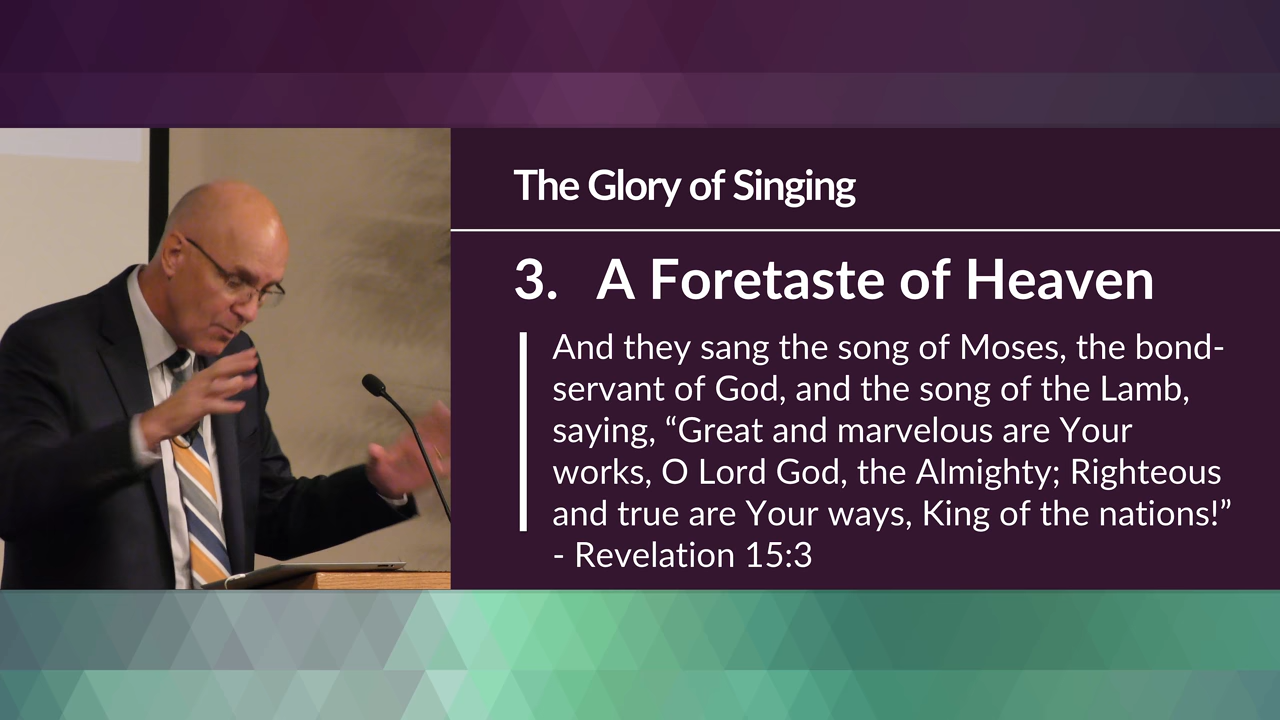 The Glory of Singing
3. A Foretaste of Heaven
And they sang the song of Moses, the bond-
servant of God, and the song of the Lamb,
saying, “Great and marvelous are Your
works, O Lord God, the Almighty; Righteous
and true are Your ways, King of the nations!”
- Revelation 15:3